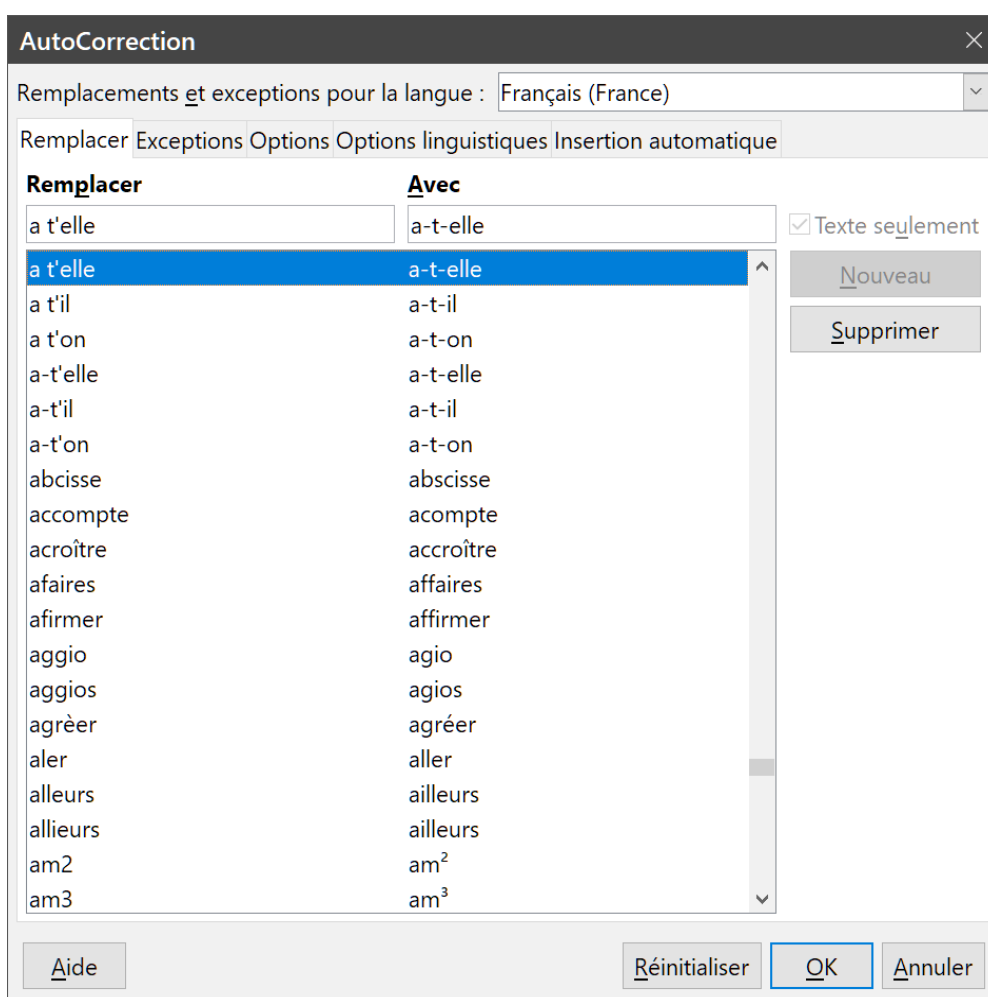 AutoCorrection
Remplacements et exceptions pour la langue : Français (France)
Remplacer Exceptions Options Options linguistiques Insertion automatique
Remplacer Avec
a t'elle a-t-elle Texte seulement
a t'elle a-t-elle Nouveau
a t'il a-t-il
a t'on a-t-on Supprimer
a-t'elle a-t-elle
a-t'il a-t-il
a-t'on a-t-on
abcisse abscisse
accompte acompte
acroître accroître
afaires affaires
afirmer affirmer
aggio agio
aggios agios
agrèer agréer
aler aller
alleurs ailleurs
allieurs ailleurs
am2 am²
am3 am³
Aide Réinitialiser OK Annuler